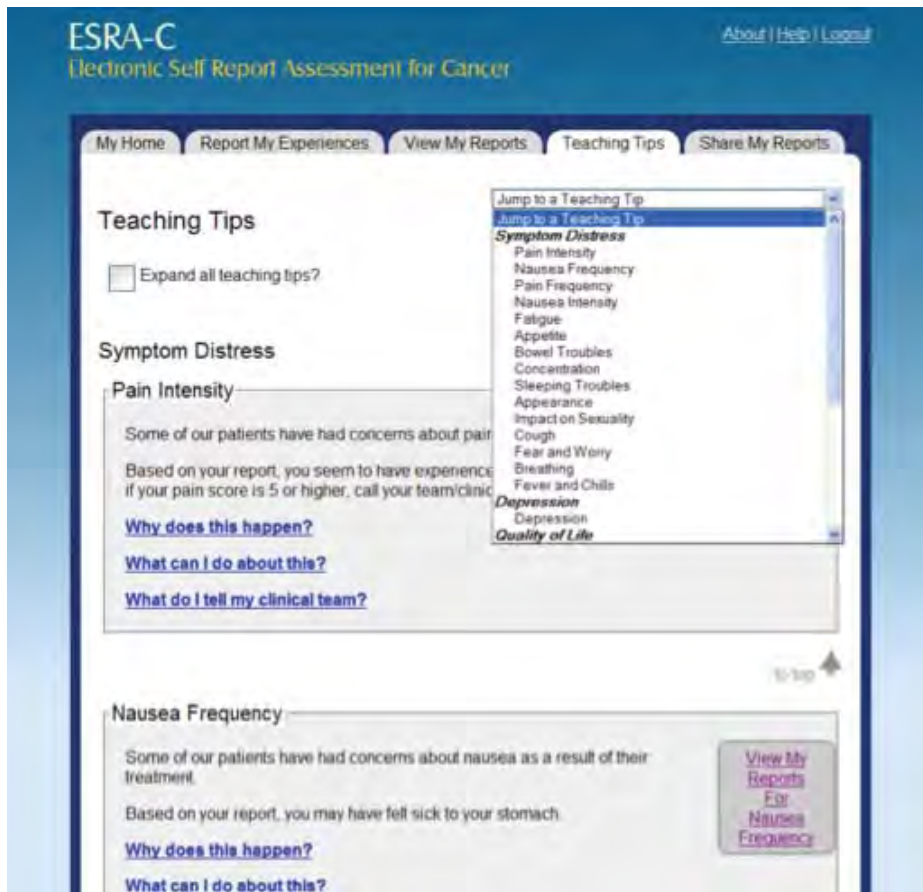 ESRA-C
About | Help | Logout
Electronic Self Report Assessment for Cancer
My Home
Report My Experiences
View My Reports
Teaching Tips
Share My Reports
Teaching Tips
Jump to a Teaching Tip
Jump to a Teaching Tip
Symptom Distress
Pain Intensity
Nausea Frequency
Pain Frequency
Nausea Intensity
Fatigue
Appetite
Bowel Troubles
Concentration
Sleeping Troubles
Appearance
Impact on Sexuality
Cough
Fear and Worry
Breathing
Fever and Chills
Depression
Depression
Quality of Life
Expand all teaching tips?
Symptom Distress
Pain Intensity
Some of our patients have had concerns about pain
Based on your report, you seem to have experience
if your pain score is 5 or higher, call your team/clinic
Why does this happen?
What can I do about this?
What do I tell my clinical team?
to top
Nausea Frequency
Some of our patients have had concerns about nausea as a result of their
treatment.
Based on your report, you may have felt sick to your stomach.
Why does this happen?
What can I do about this?
View My
Reports
For
Nausea
Frequency